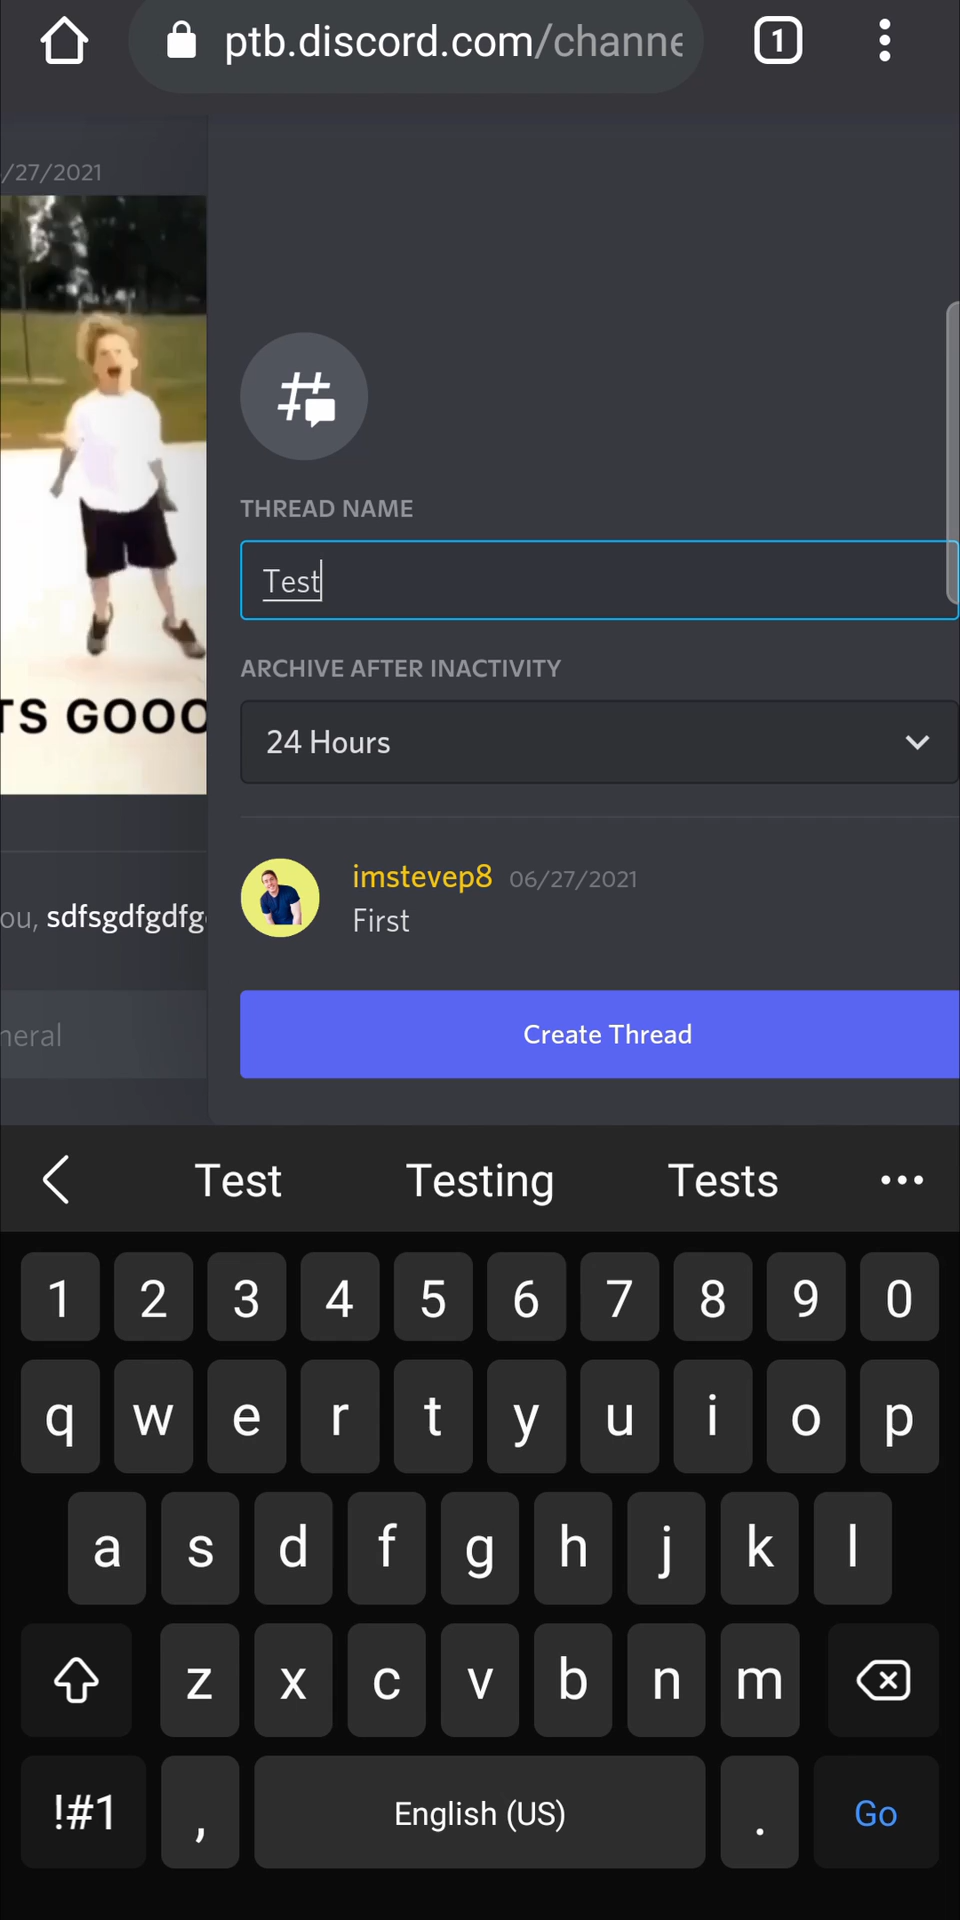 ptb.discord.com/channe
1
/27/2021
TS GOOO
ou, sdfsgdfgdfg
neral
THREAD NAME
Test
ARCHIVE AFTER INACTIVITY
24 Hours
imstevep8 06/27/2021
First
Create Thread
Test Testing Tests
1 2 3 4 5 6 7 8 9 0
q w e r t y u i o p
a s d f g h j k l
z x c v b n m
!#1 , English (US) . Go